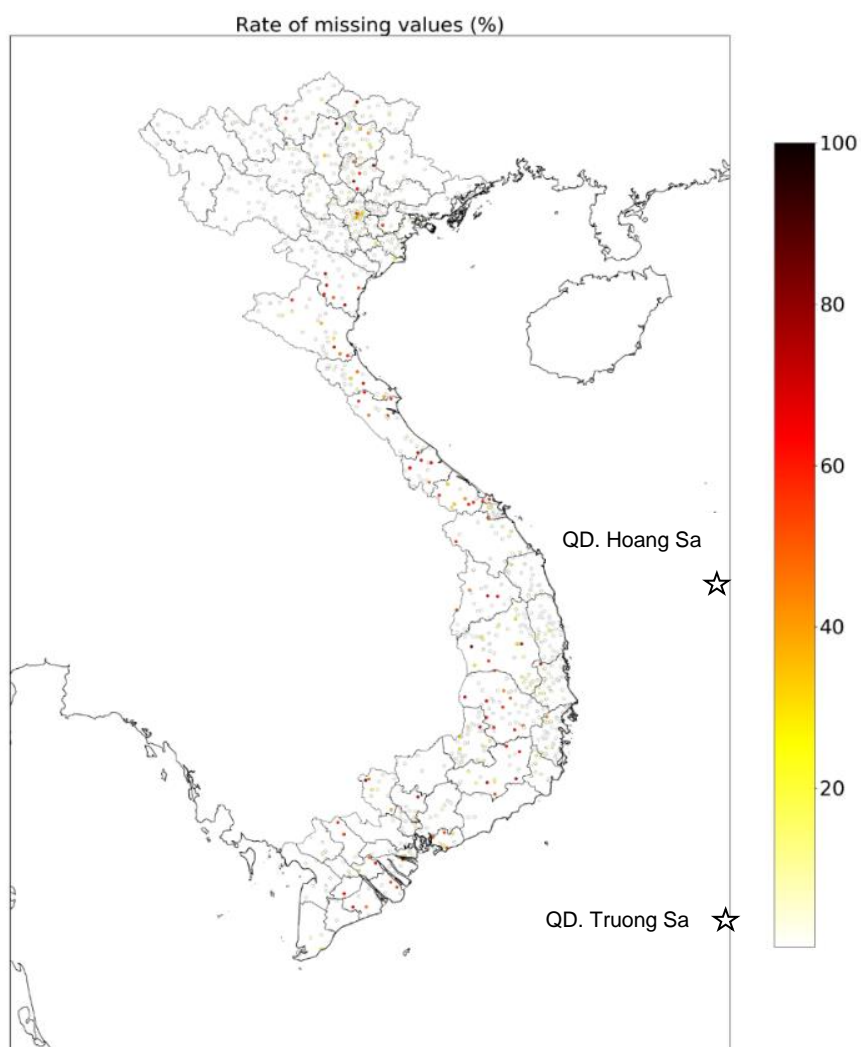 Rate of missing values (%)
100
80
QD. Hoang Sa
60
40
20
QD. Truong Sa